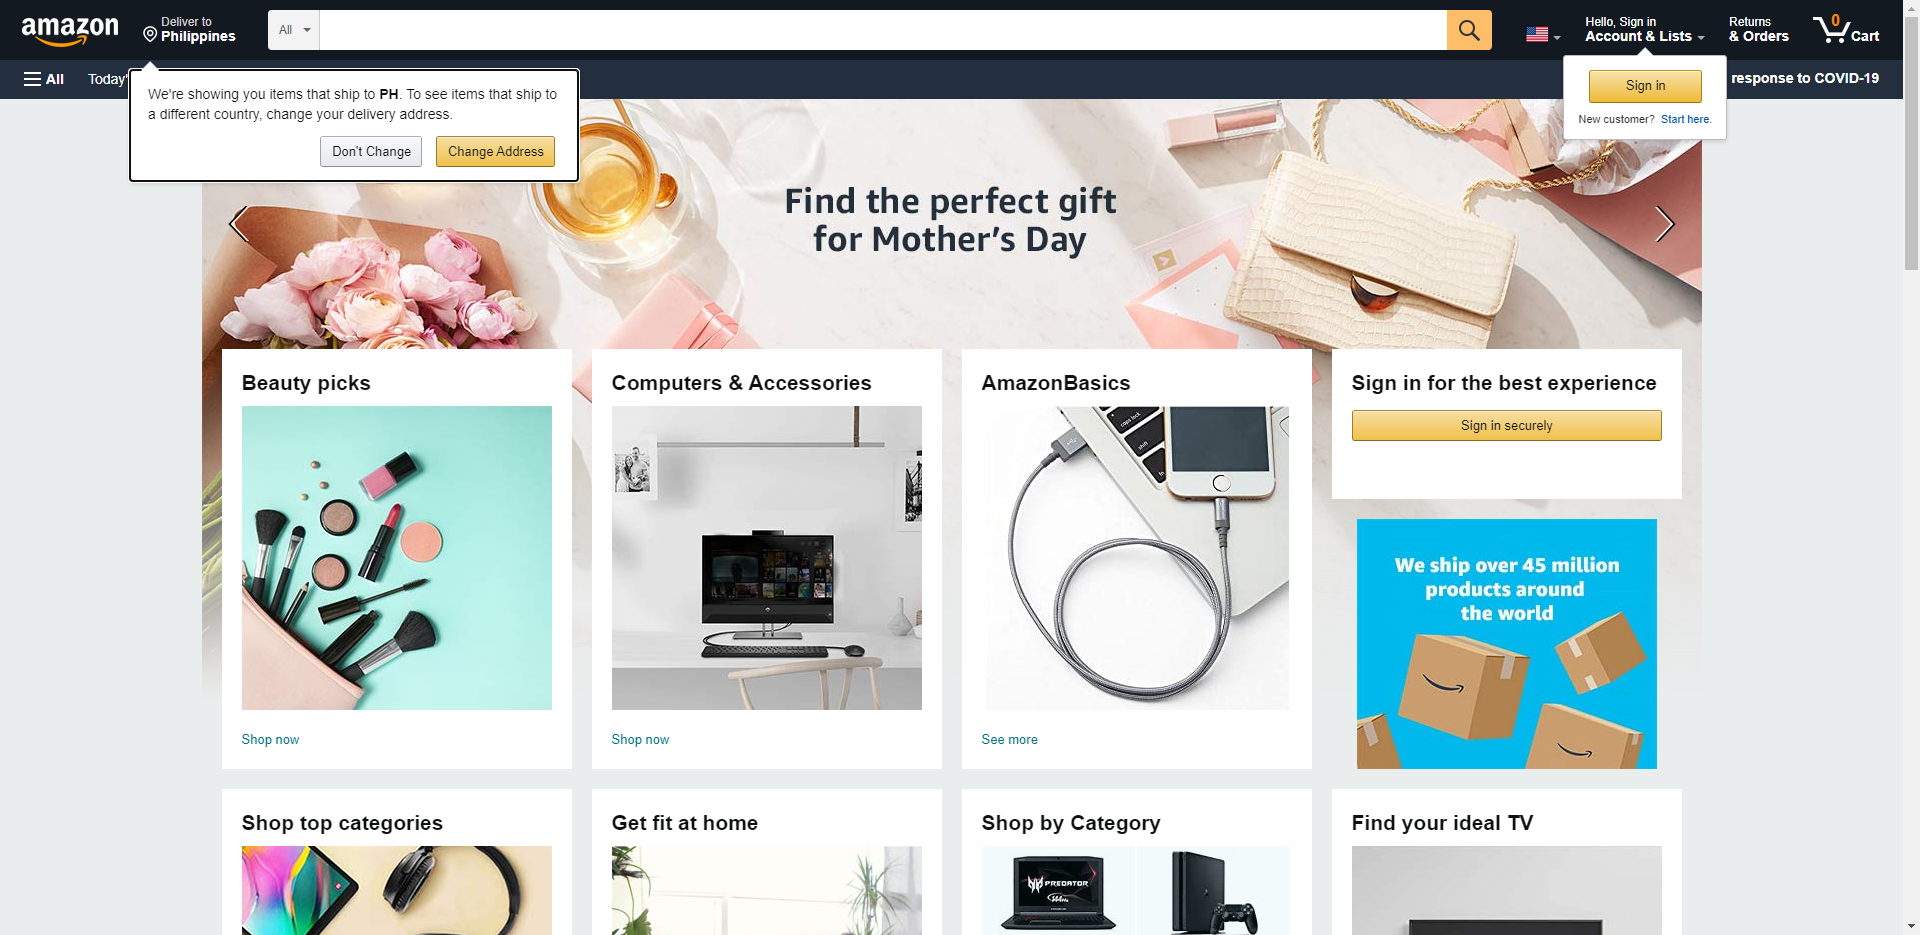 amazon
Deliver to
Philippines
All
Hello, Sign in
Account & Lists
Returns
& Orders
0
Cart
All
Today'
response to COVID-19
We're showing you items that ship to PH. To see items that ship to
a different country, change your delivery address.
Don't Change
Change Address
Sign in
New customer? Start here.
Find the perfect gift
for Mother's Day
Beauty picks
Shop now
Computers & Accessories
Shop now
AmazonBasics
caps lock
shift
See more
Sign in for the best experience
Sign in securely
We ship over 45 million
products around
the world
Shop top categories
Get fit at home
Shop by Category
PREDATOR
Find your ideal TV